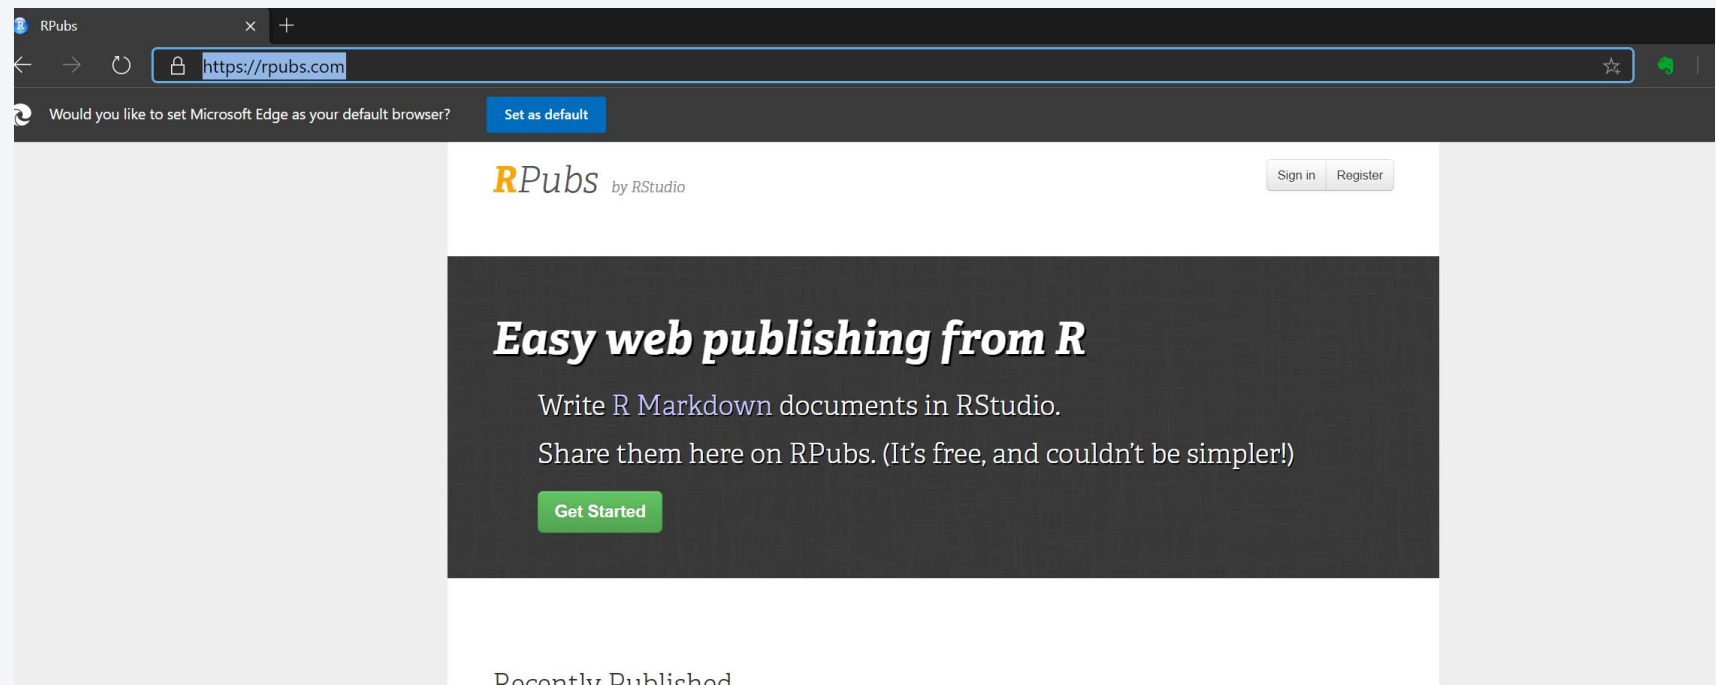 RPubs
https://rpubs.com
Would you like to set Microsoft Edge as your default browser? Set as default
RPubs by RStudio
Sign in Register
Easy web publishing from R
Write R Markdown documents in RStudio.
Share them here on RPubs. (It's free, and couldn't be simpler!)
Get Started
Recently Published